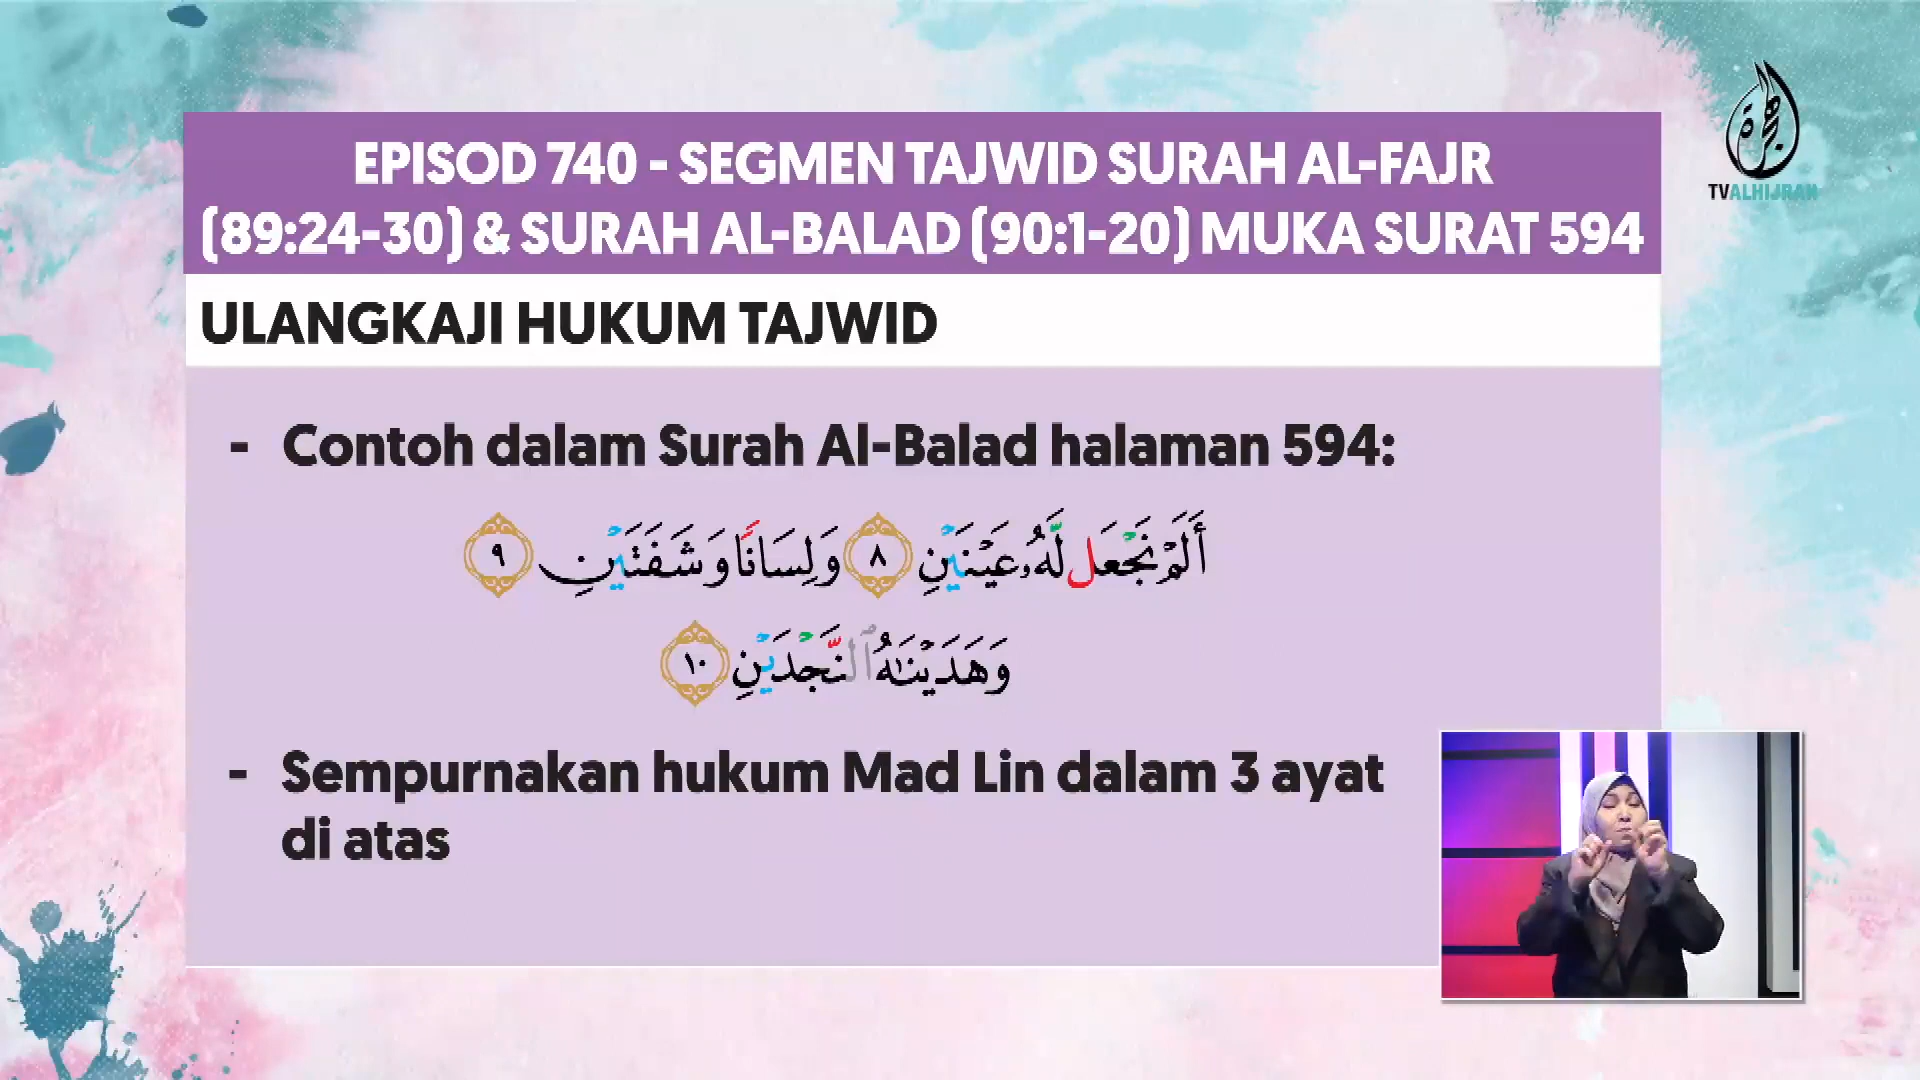 EPISOD 740 - SEGMEN TAJWID SURAH AL-FAJR
(89:24-30) & SURAH AL-BALAD (90:1-20) MUKA SURAT 594
هجرة
TVALHIJRAH
ULANGKAJI HUKUM TAJWID
- Contoh dalam Surah Al-Balad halaman 594:
أَلَمْ نَجْعَل لَّهُۥ عَيْنَيْنِ ٨ وَلِسَانًا وَشَفَتَيْنِ ٩
وَهَدَيْنَـٰهُ ٱلنَّجْدَيْنِ ١٠
- Sempurnakan hukum Mad Lin dalam 3 ayat
di atas